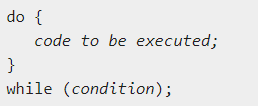 do {
   code to be executed;
}
while (condition);